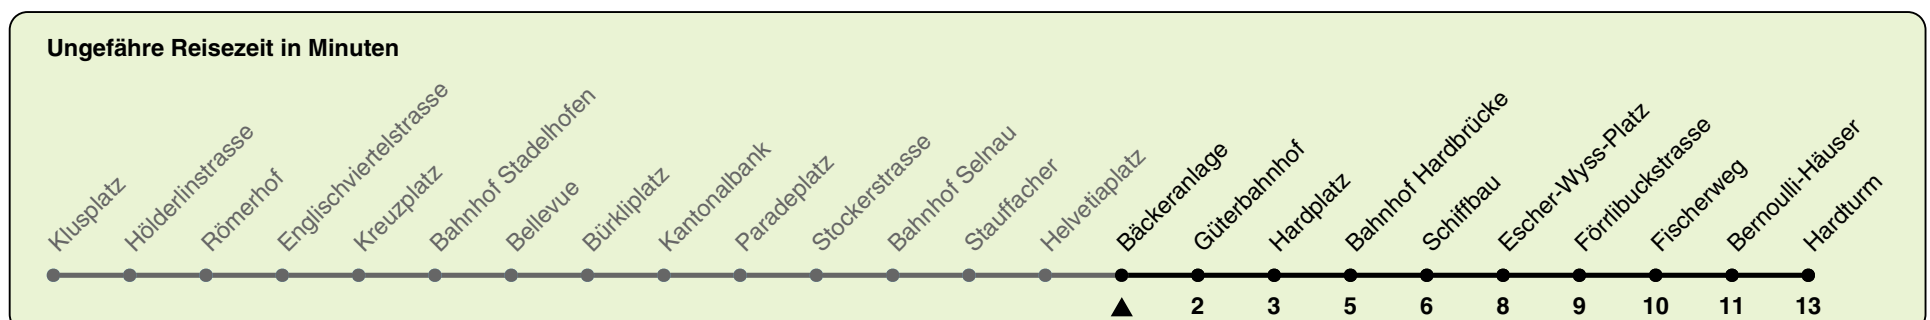 Ungefähre Reisezeit in Minuten
Klusplatz
Hölderlinstrasse
Römerhof
Englischviertelstrasse
Kreuzplatz
Bahnhof Stadelhofen
Bellevue
Bürkliplatz
Kantonalbank
Paradeplatz
Stockerstrasse
Bahnhof Selnau
Stauffacher
Helvetiaplatz
Bäckeranlage
Güterbahnhof
Hardplatz
Bahnhof Hardbrücke
Schiffbau
Escher-Wyss-Platz
Förrlibuckstrasse
Fischerweg
Bernoulli-Häuser
Hardturm
2 3 5 6 8 9 10 11 13